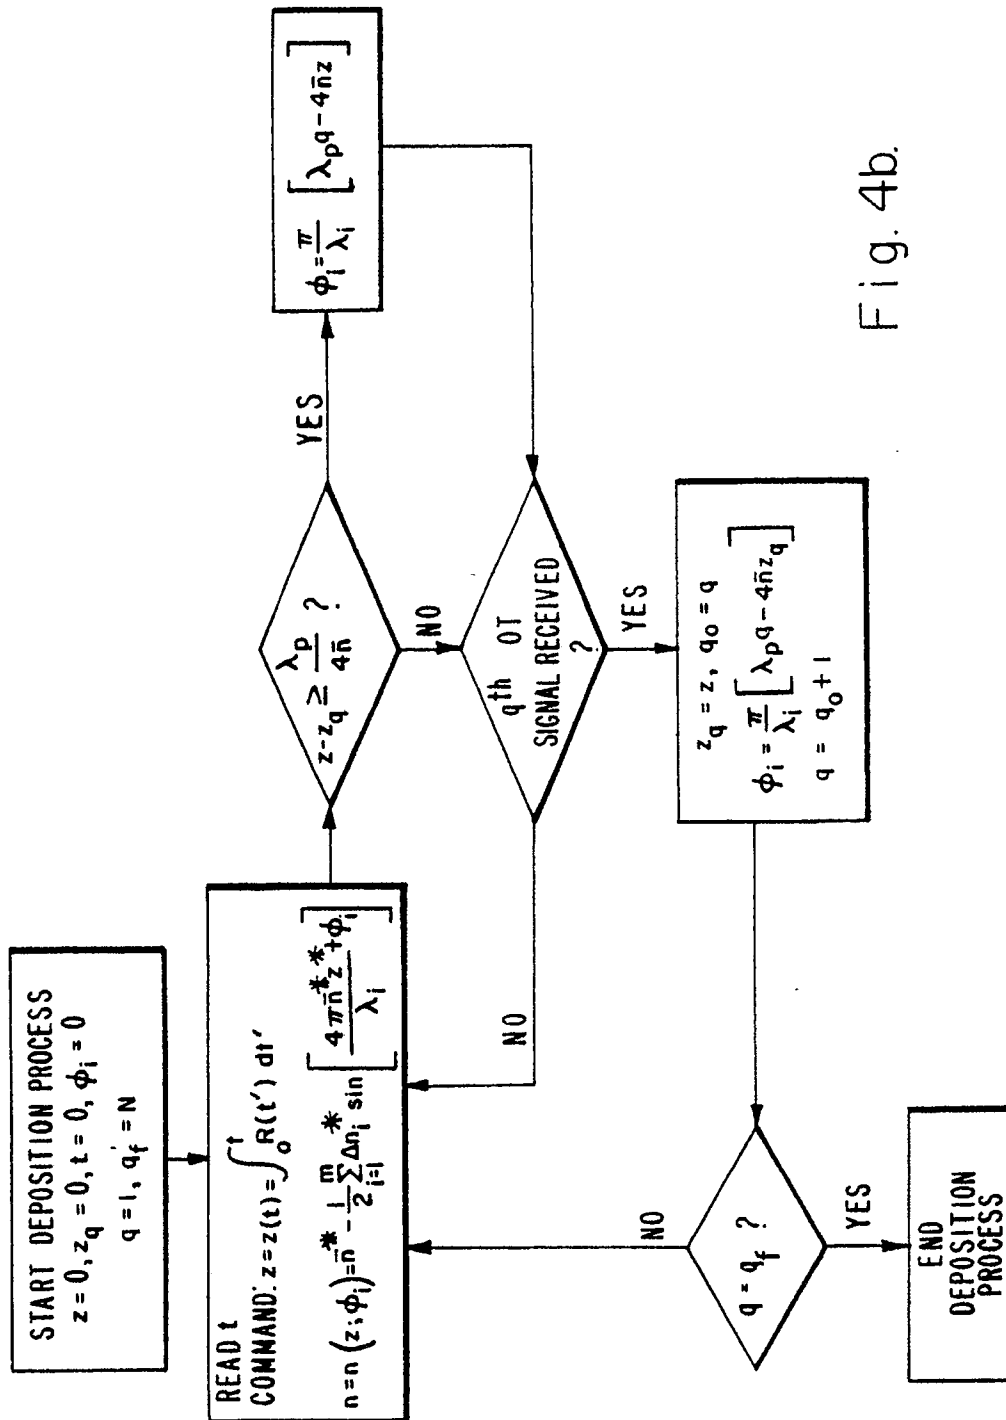 START DEPOSITION PROCESS
z=0, z_q=0, t=0, ϕ_i=0
q=1, q_f=N
READ t
COMMAND: z=z(t)=∫_0^t R(t′) dt′
n=n(z;ϕ_i)=n̄*-1/2 Σ_{i=1}^m Δn_i* sin[4πn̄*z*/λ_i +ϕ_i]
z-z_q ≥ λ_p/4n̄ ?
YES
ϕ_i=π/λ_i [λ_p q-4n̄z]
NO
q^th OT
SIGNAL RECEIVED
?
NO
YES
z_q=z, q_0=q
ϕ_i=π/λ_i [λ_p q-4n̄z_q]
q= q_0+1
q=q_f ?
NO
YES
END
DEPOSITION
PROCESS
Fig. 4b.